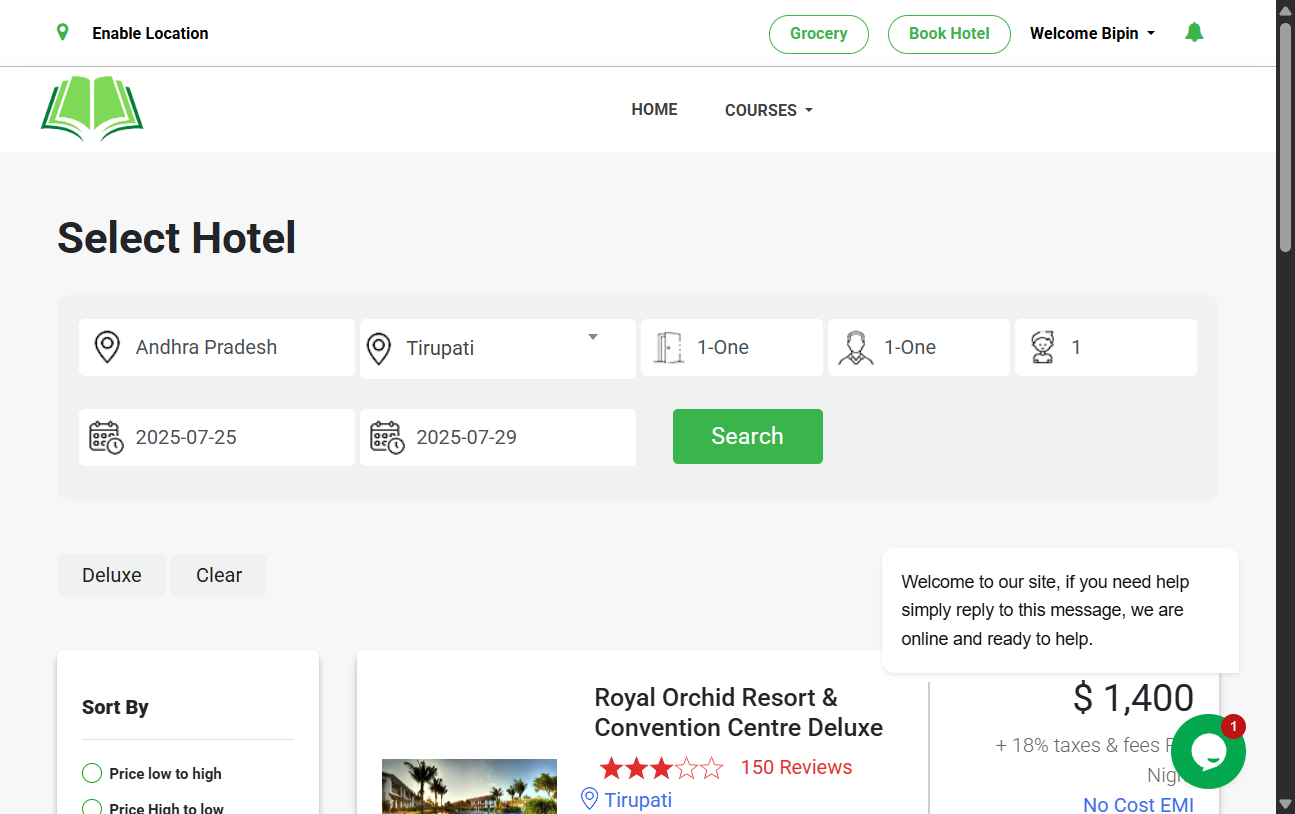 Enable Location
Grocery
Book Hotel
Welcome Bipin
HOME
COURSES
Select Hotel
Andhra Pradesh
Tirupati
1-One
1-One
1
2025-07-25
2025-07-29
Search
Deluxe
Clear
Welcome to our site, if you need help
simply reply to this message, we are
online and ready to help.
Sort By
Price low to high
Price High to low
Royal Orchid Resort &
Convention Centre Deluxe
150 Reviews
Tirupati
$ 1,400
+ 18% taxes & fees
No Cost EMI
1